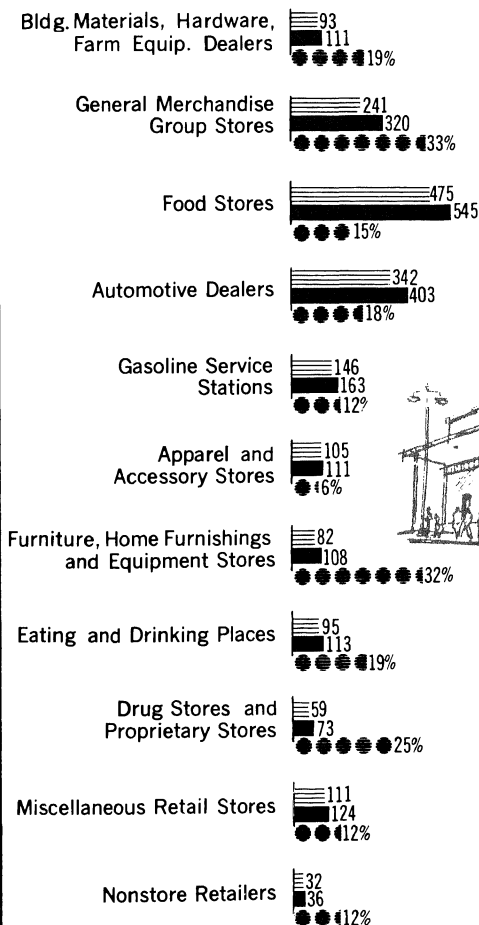 Bldg. Materials, Hardware,
Farm Equip. Dealers
93
111
19%
General Merchandise
Group Stores
241
320
33%
Food Stores
475
545
15%
Automotive Dealers
342
403
18%
Gasoline Service
Stations
146
163
12%
Apparel and
Accessory Stores
105
111
6%
Furniture, Home Furnishings
and Equipment Stores
82
108
32%
Eating and Drinking Places
95
113
19%
Drug Stores and
Proprietary Stores
59
73
25%
Miscellaneous Retail Stores
111
124
12%
Nonstore Retailers
32
36
12%